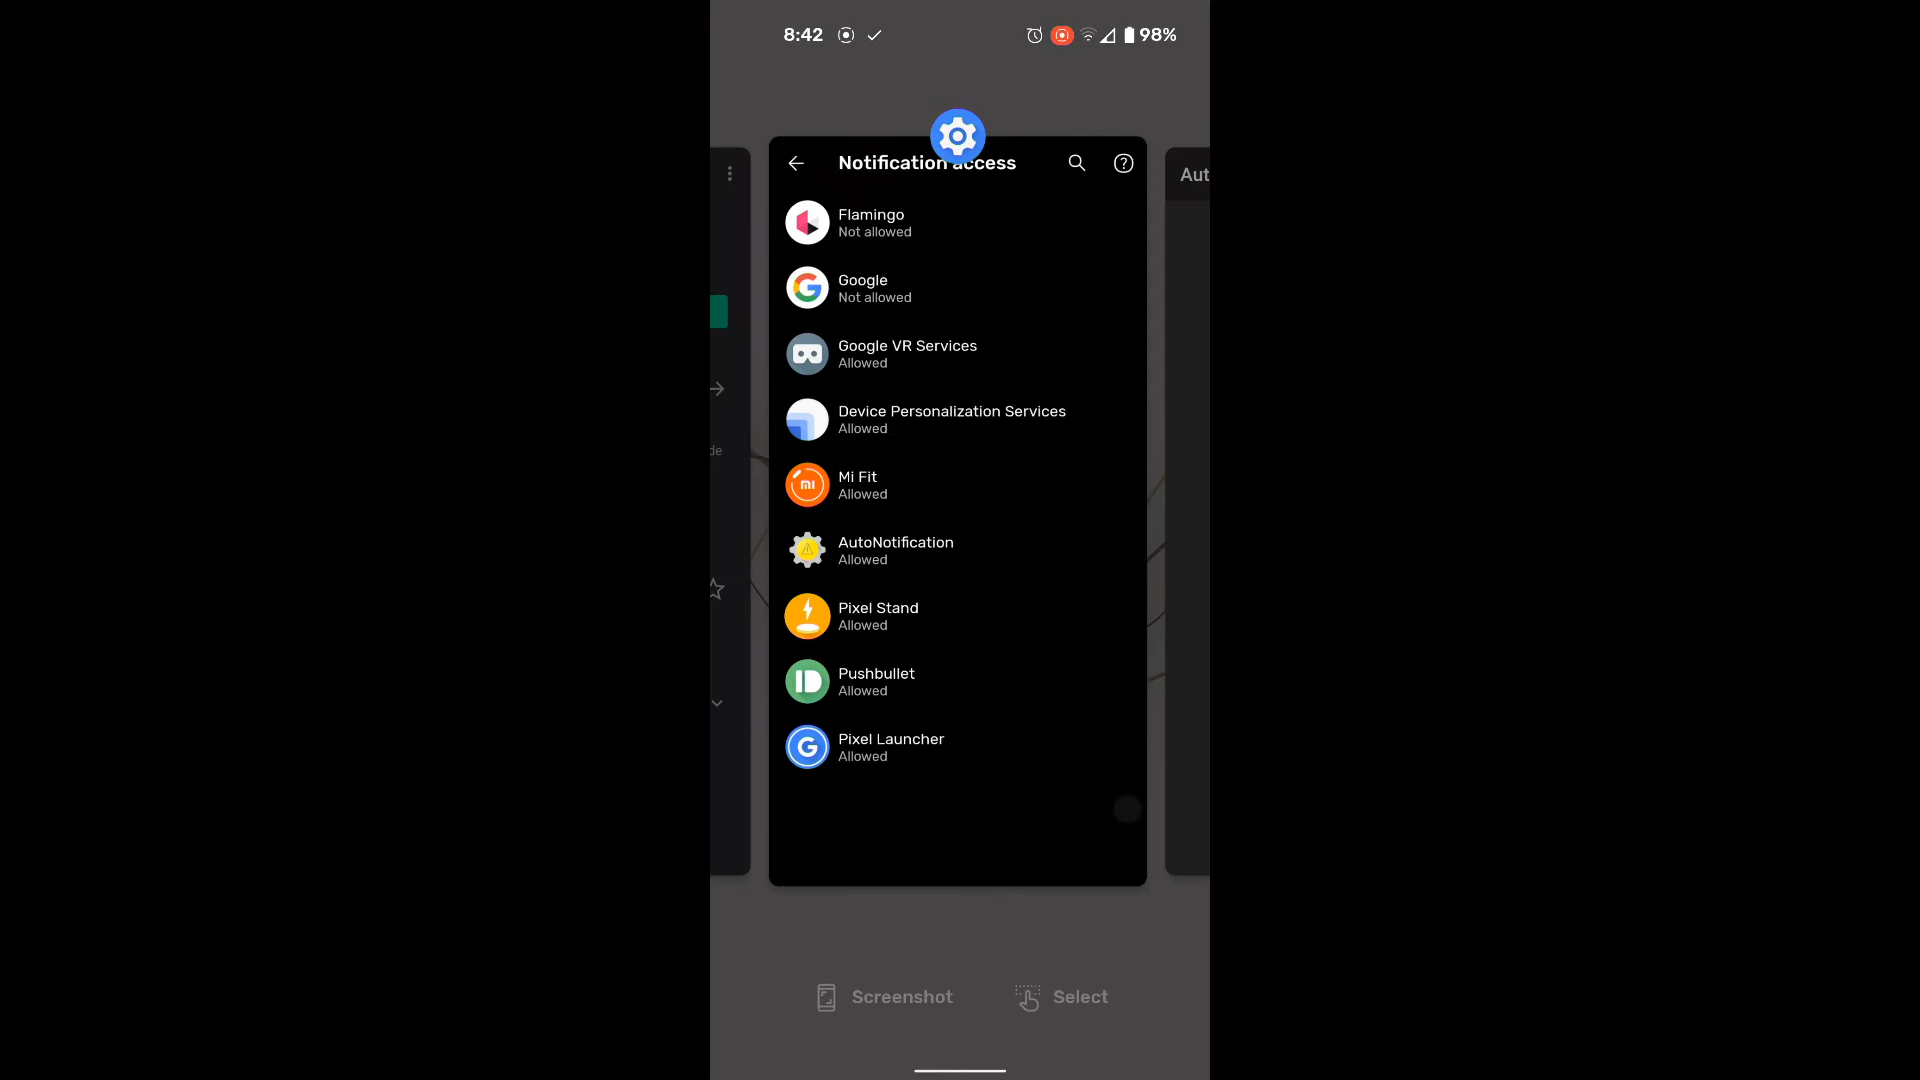 8:42
98%
Notification access
Aut
Flamingo
Not allowed
Google
Not allowed
Google VR Services
Allowed
Device Personalization Services
Allowed
de
Mi Fit
Allowed
AutoNotification
Allowed
Pixel Stand
Allowed
Pushbullet
Allowed
Pixel Launcher
Allowed
Screenshot
Select